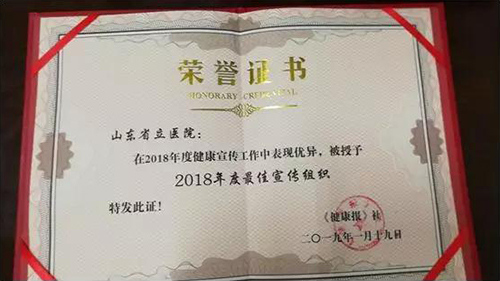 荣誉证书
HONORARY CREDENTIAL
山东省立医院：
在2018年度健康宣传工作中表现优异，被授予
2018年度最佳宣传组织
特发此证！
《健康报》社
二〇一九年一月十九日